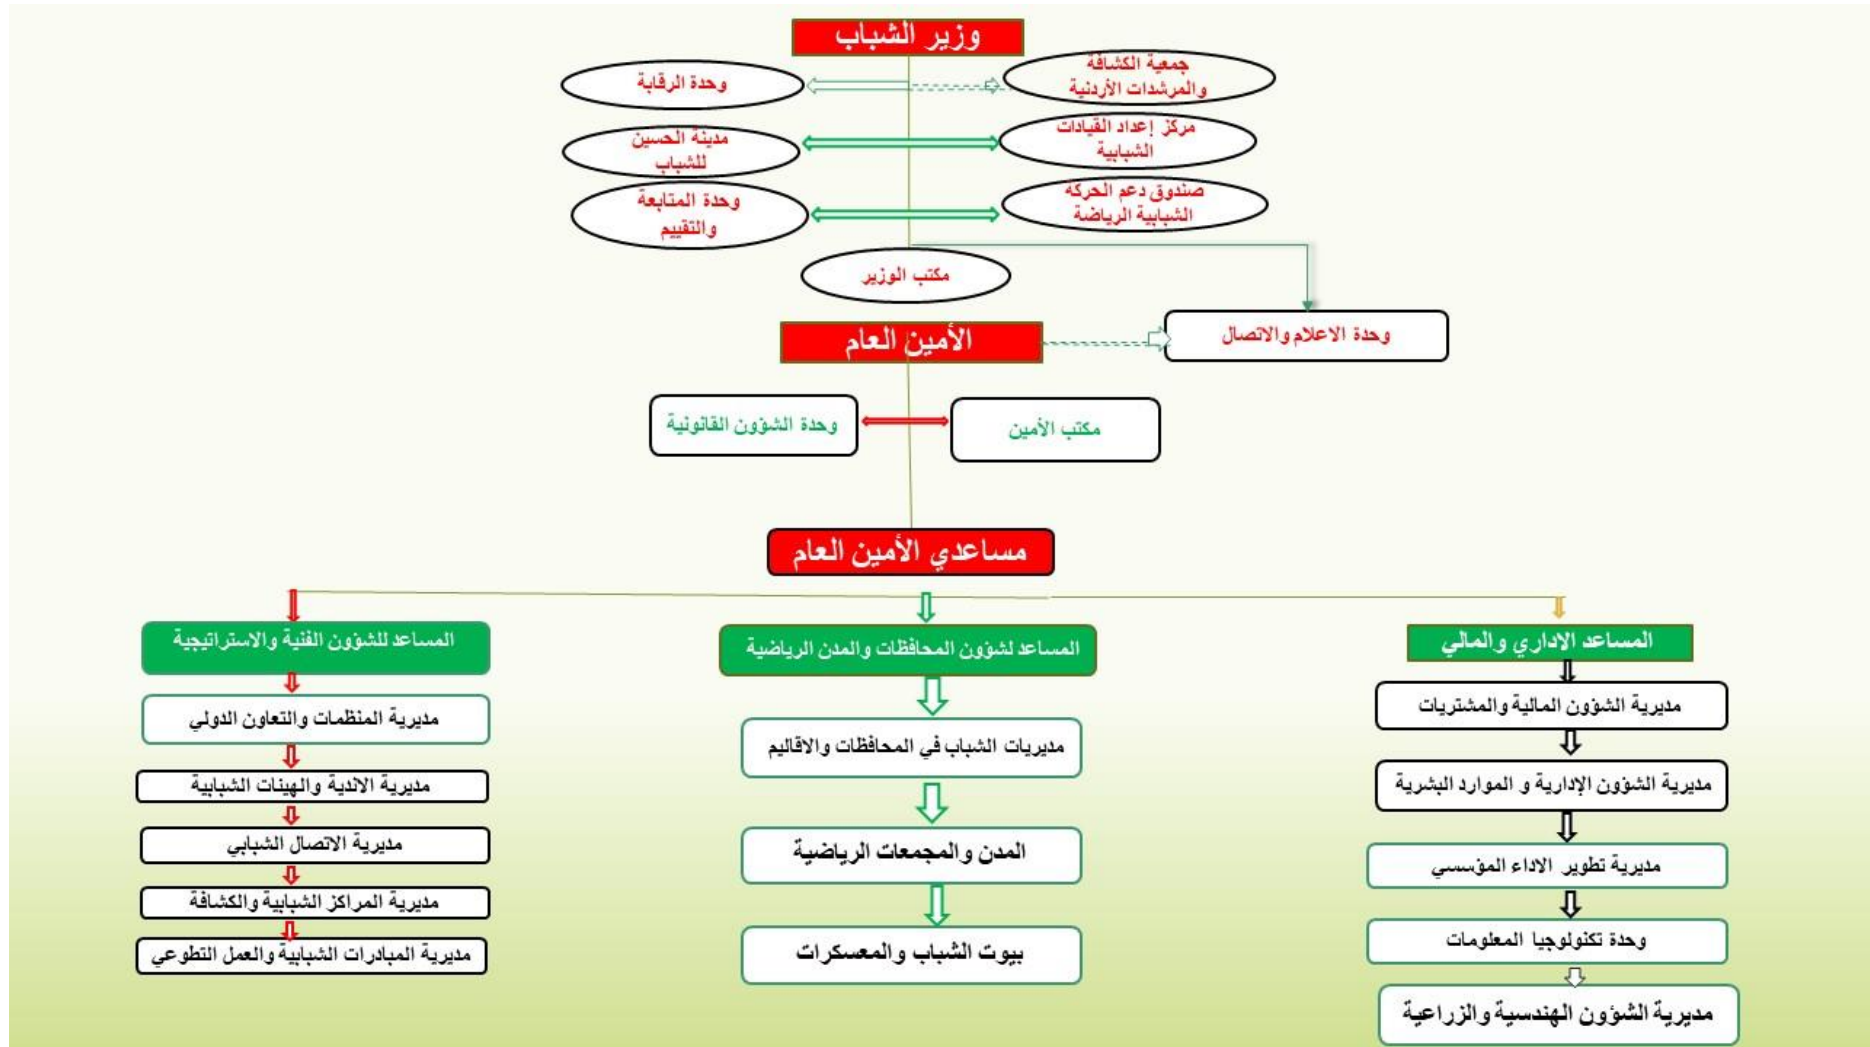 وزير الشباب
جمعية الكشافة
والمرشدات الأردنية
وحدة الرقابة
مركز إعداد القيادات
الشبابية
مدينة الحسين
للشباب
صندوق دعم الحركه
الشبابية الرياضة
وحدة المتابعة
والتقييم
مكتب الوزير
وحدة الاعلام والاتصال
الأمين العام
مكتب الأمين
وحدة الشؤون القانونية
مساعدي الأمين العام
المساعد الاداري والمالي
مديرية الشؤون المالية والمشتريات
مديرية الشؤون الإدارية و الموارد البشرية
مديرية تطوير الاداء المؤسسي
وحدة تكنولوجيا المعلومات
مديرية الشؤون الهندسية والزراعية
المساعد لشؤون المحافظات والمدن الرياضية
مديريات الشباب في المحافظات والاقاليم
المدن والمجمعات الرياضية
بيوت الشباب والمعسكرات
المساعد للشؤون الفنية والاستراتيجية
مديرية المنظمات والتعاون الدولي
مديرية الاندية والهيئات الشبابية
مديرية الاتصال الشبابي
مديرية المراكز الشبابية والكشافة
مديرية المبادرات الشبابية والعمل التطوعي